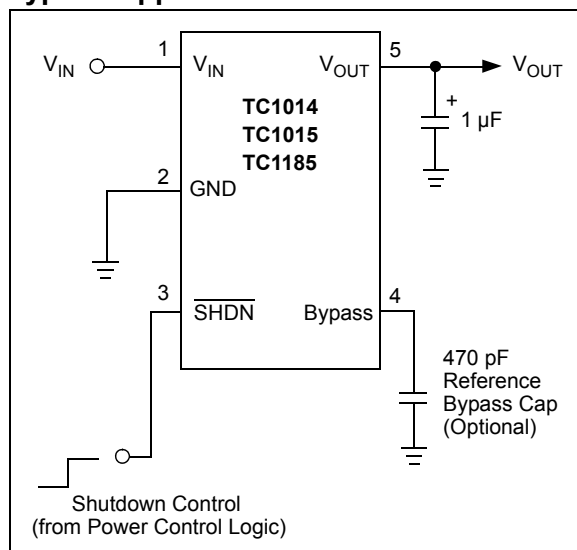 1
5
V_IN
V_IN
V_OUT
V_OUT
+
1 µF
TC1014
TC1015
TC1185
2
GND
3
4
SHDN
Bypass
470 pF
Reference
Bypass Cap
(Optional)
Shutdown Control
(from Power Control Logic)